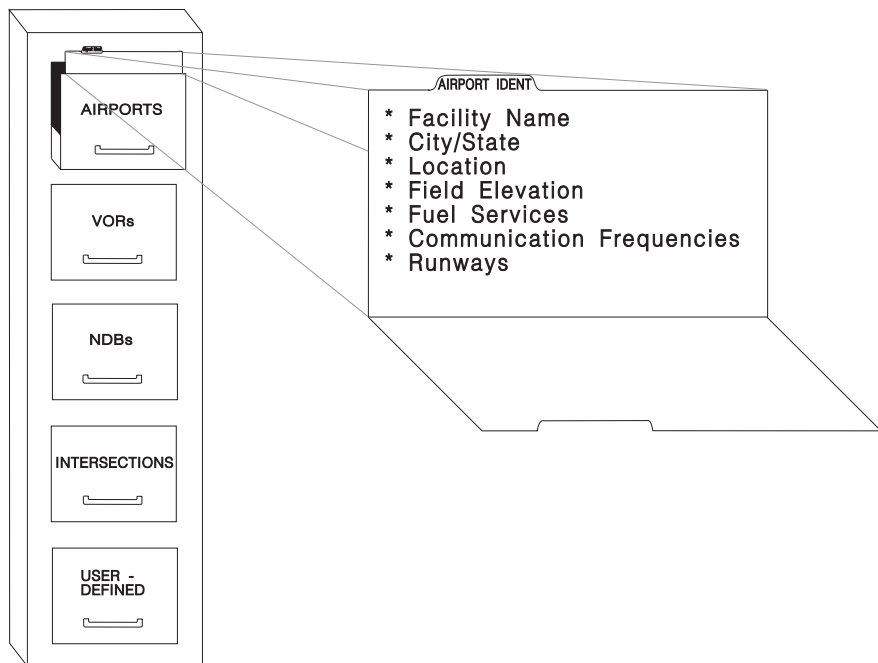 AIRPORTS
VORs
NDBs
INTERSECTIONS
USER -
DEFINED
AIRPORT IDENT
* Facility Name
* City/State
* Location
* Field Elevation
* Fuel Services
* Communication Frequencies
* Runways